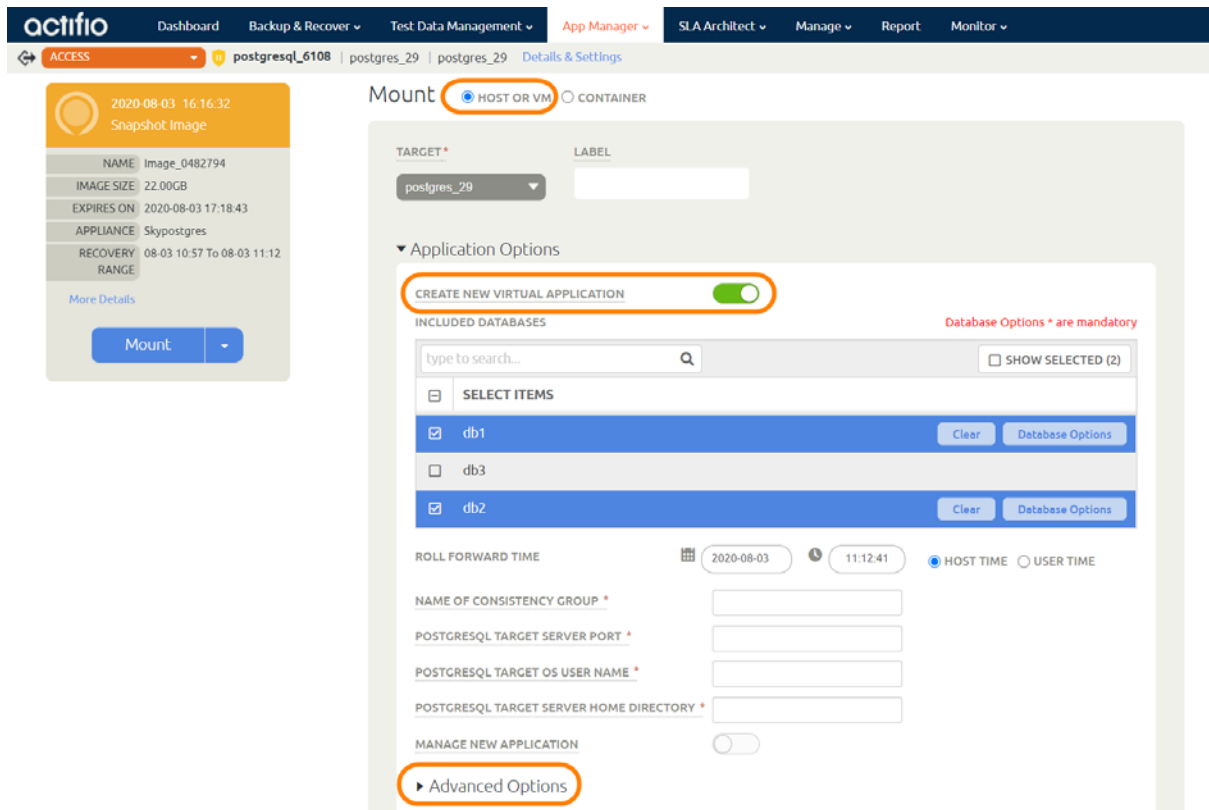 actifio Dashboard Backup & Recover Test Data Management App Manager SLA Architect Manage Report Monitor
ACCESS postgresql_6108 | postgres_29 | postgres_29 Details & Settings
2020-08-03 16:16:32
Snapshot Image
NAME Image_0482794
IMAGE SIZE 22.00GB
EXPIRES ON 2020-08-03 17:18:43
APPLIANCE Skypostgres
RECOVERY RANGE 08-03 10:57 To 08-03 11:12
More Details
Mount
Mount HOST OR VM CONTAINER
TARGET* LABEL
postgres_29
Application Options
CREATE NEW VIRTUAL APPLICATION
INCLUDED DATABASES Database Options * are mandatory
type to search... SHOW SELECTED (2)
SELECT ITEMS
db1 Clear Database Options
db3
db2 Clear Database Options
ROLL FORWARD TIME 2020-08-03 11:12:41 HOST TIME USER TIME
NAME OF CONSISTENCY GROUP *
POSTGRESQL TARGET SERVER PORT *
POSTGRESQL TARGET OS USER NAME *
POSTGRESQL TARGET SERVER HOME DIRECTORY *
MANAGE NEW APPLICATION
Advanced Options